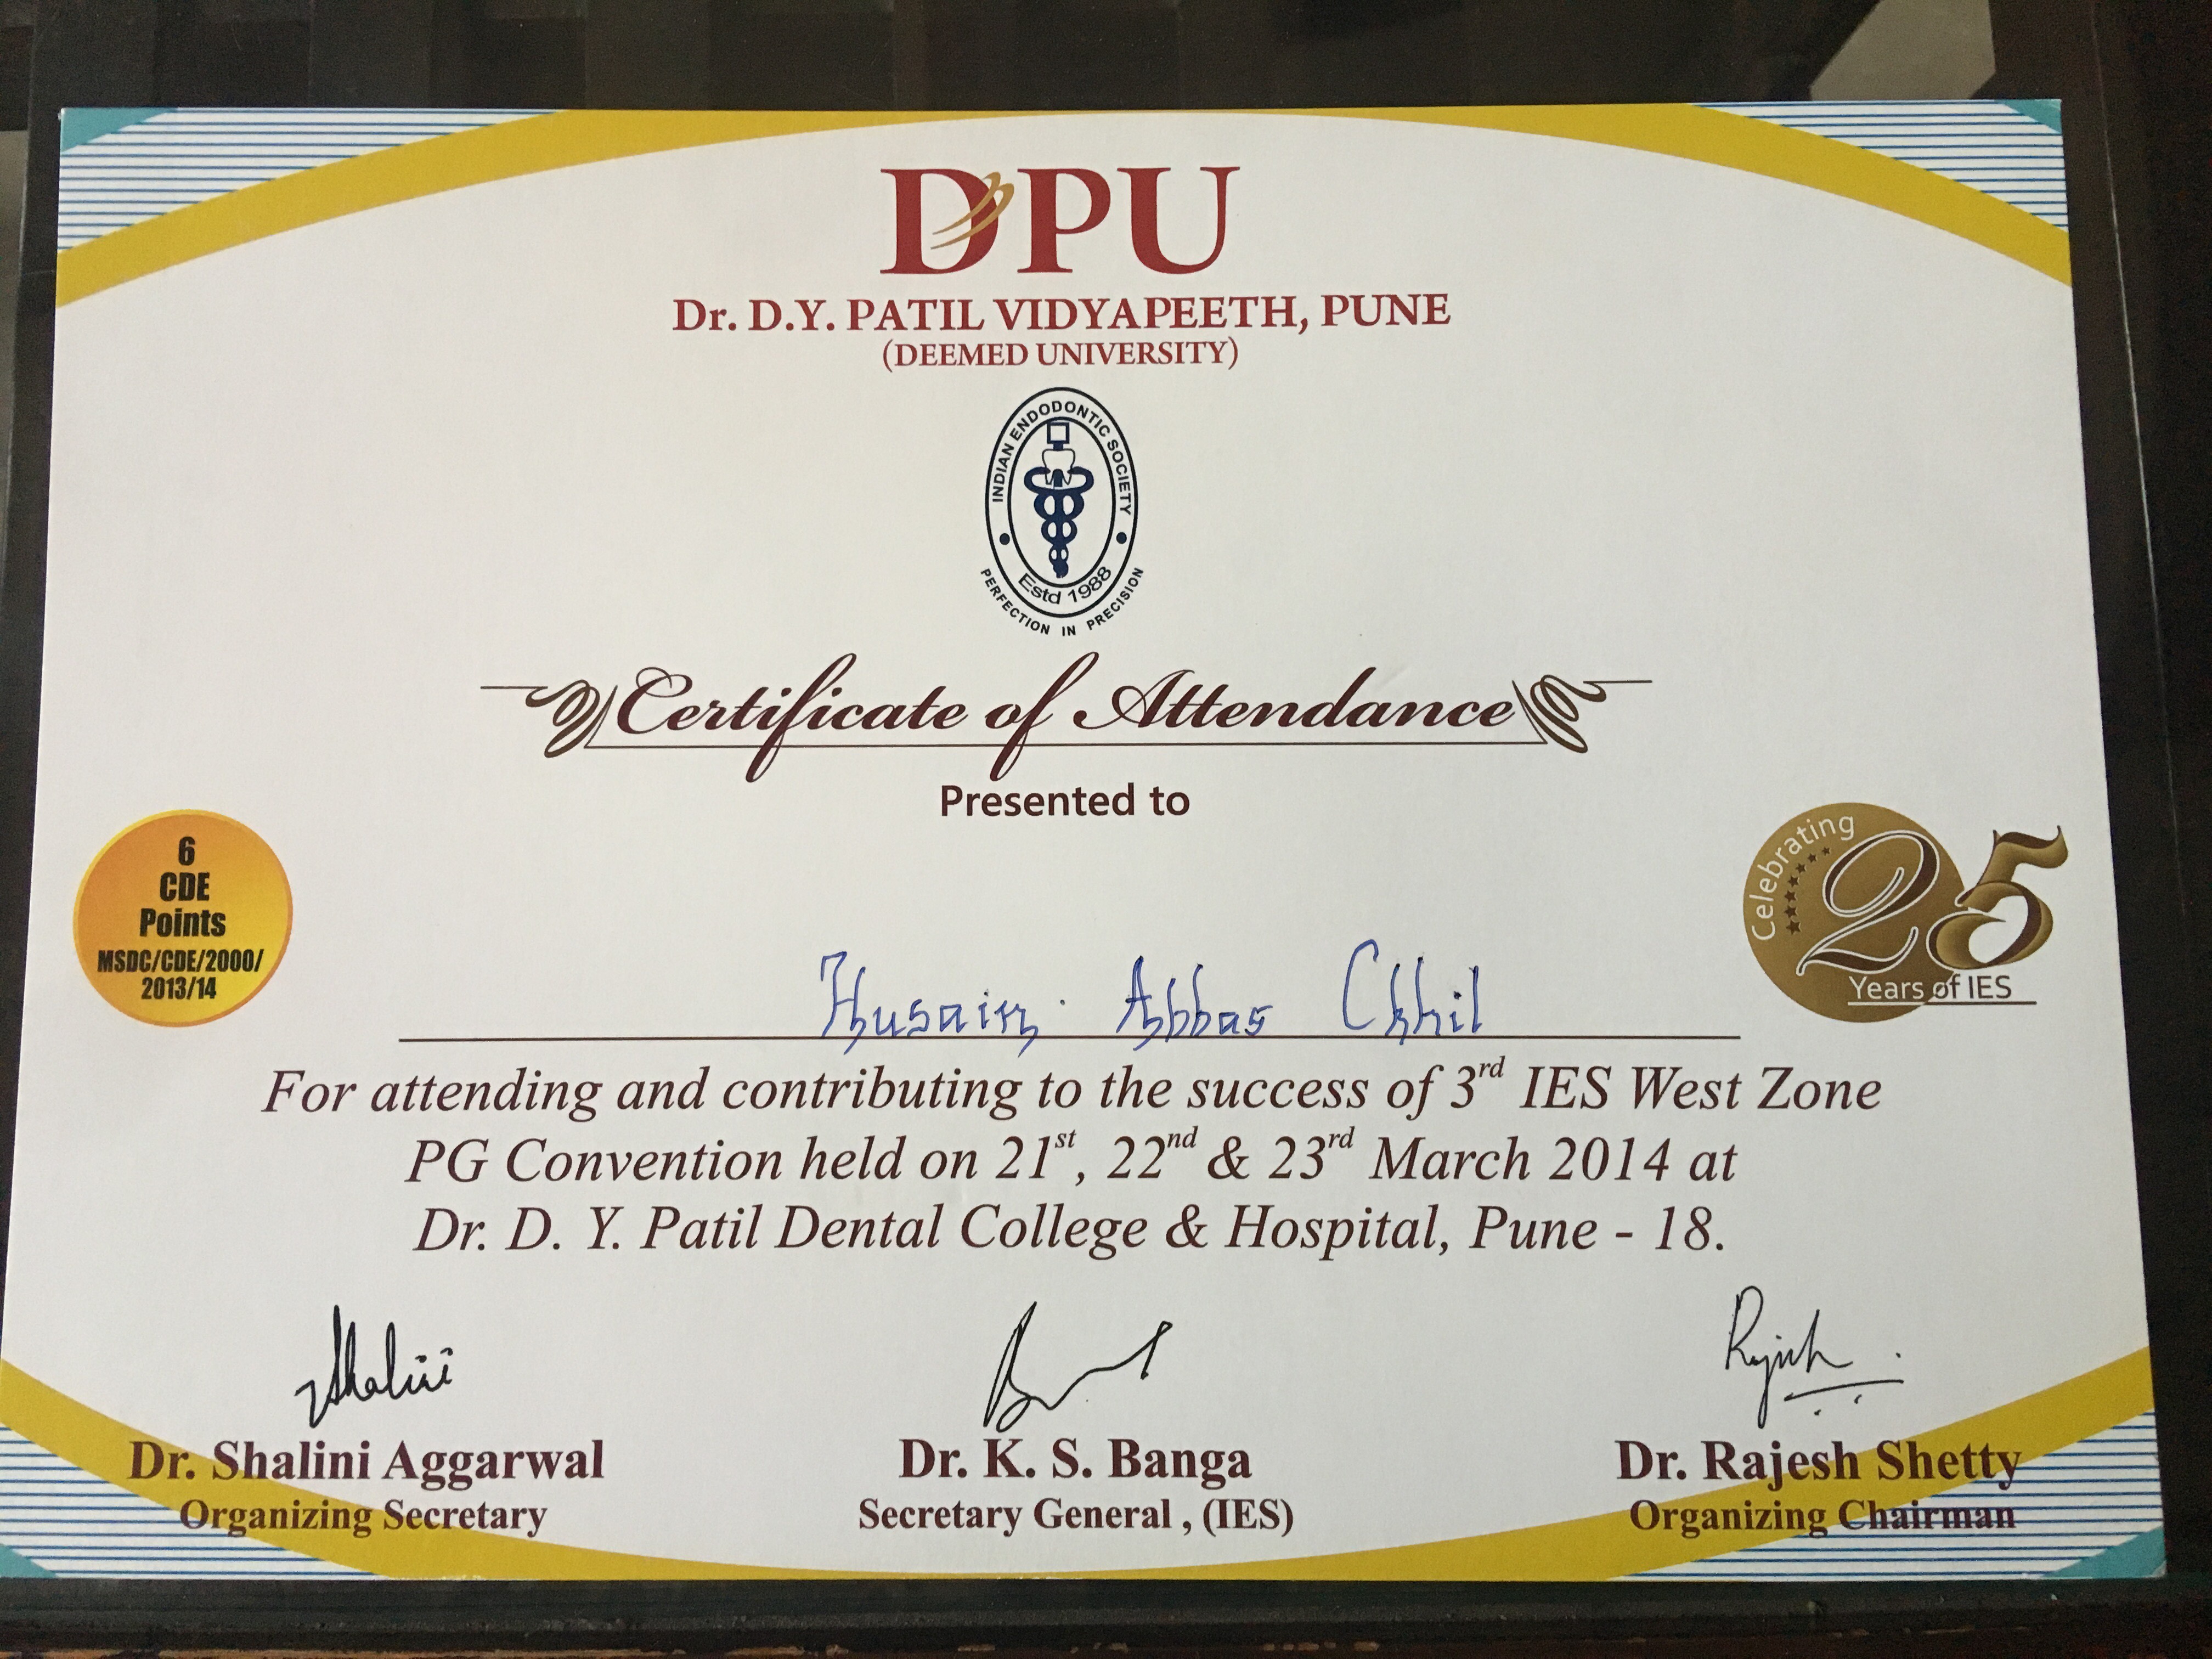 DPU
Dr. D.Y. PATIL VIDYAPEETH, PUNE
(DEEMED UNIVERSITY)
INDIAN ENDODONTIC SOCIETY
Estd 1988
PERFECTION IN PRECISION
Certificate of Attendance
Presented to
6
CDE
Points
MSDC/CDE/2000/
2013/14
Celebrating
25
Years of IES
Husain Abbas Chhil
For attending and contributing to the success of 3rd IES West Zone
PG Convention held on 21st, 22nd & 23rd March 2014 at
Dr. D. Y. Patil Dental College & Hospital, Pune - 18.
Shalini
Dr. Shalini Aggarwal
Organizing Secretary
Dr. K. S. Banga
Secretary General , (IES)
Dr. Rajesh Shetty
Organizing Chairman